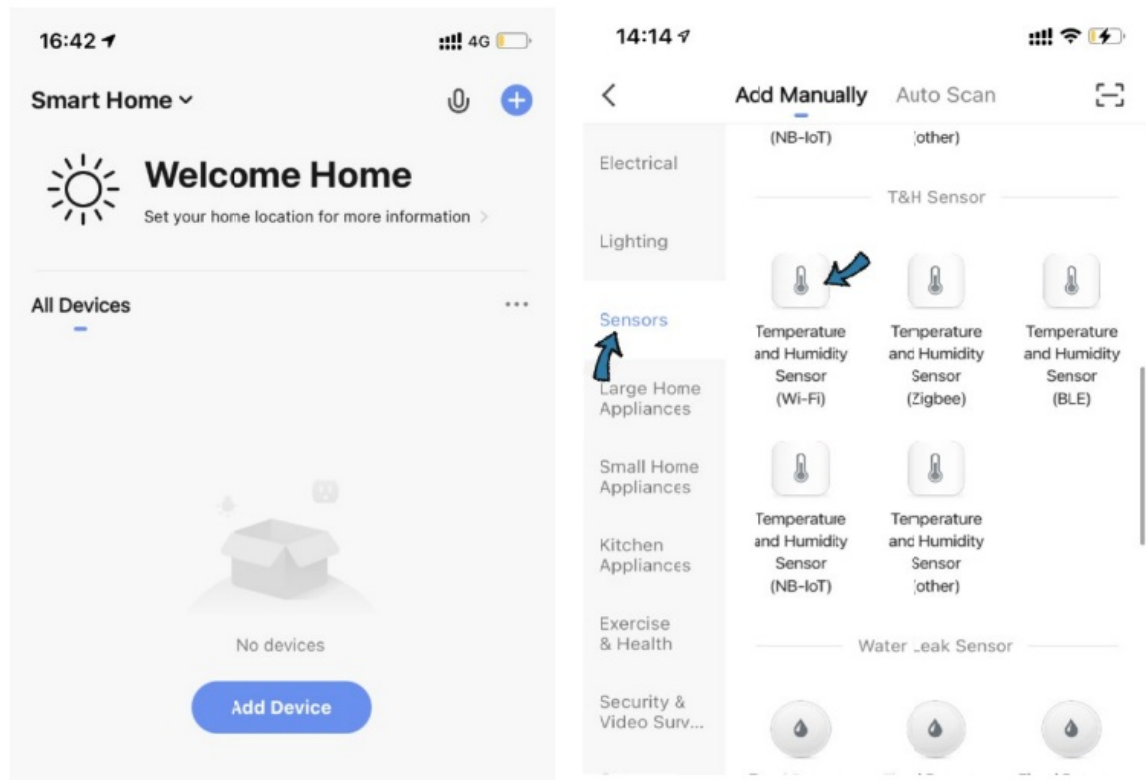 16:42
4G
Smart Home
Welcome Home
Set your home location for more information
All Devices
No devices
Add Device
14:14
Add Manually Auto Scan
Electrical
Lighting
Sensors
Large Home
Appliances
Small Home
Appliances
Kitchen
Appliances
Exercise
& Health
Security &
Video Surv...
(NB-IoT) (other)
T&H Sensor
Temperature
and Humidity
Sensor
(Wi-Fi)
Temperature
and Humidity
Sensor
(Zigbee)
Temperature
and Humidity
Sensor
(BLE)
Temperature
and Humidity
Sensor
(NB-IoT)
Temperature
and Humidity
Sensor
(other)
Water Leak Sensor